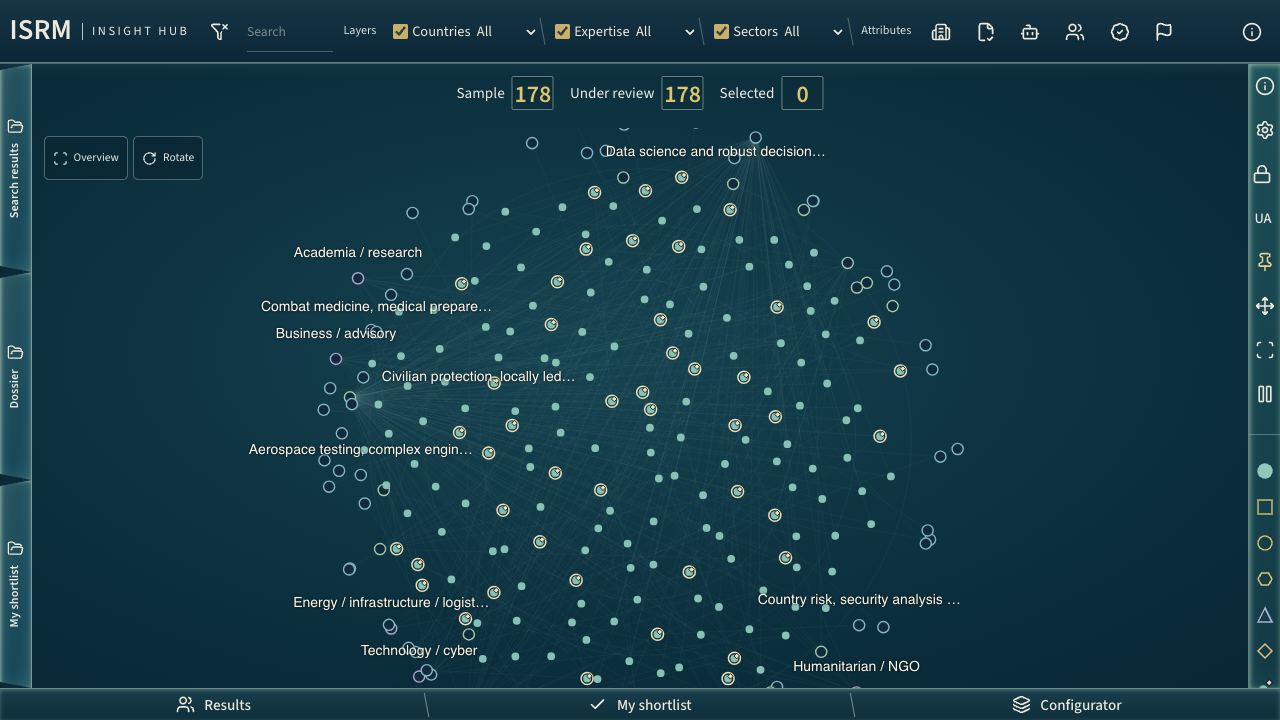 ISRM INSIGHT HUB Search Layers Countries All Expertise All Sectors All Attributes
Sample 178 Under review 178 Selected 0
Overview Rotate
Search results
Dossier
My shortlist
UA
Data science and robust decision…
Academia / research
Combat medicine, medical prepare…
Business / advisory
Civilian protection, locally led…
Aerospace testing, complex engin…
Energy / infrastructure / logist…
Country risk, security analysis …
Technology / cyber
Humanitarian / NGO
Results My shortlist Configurator